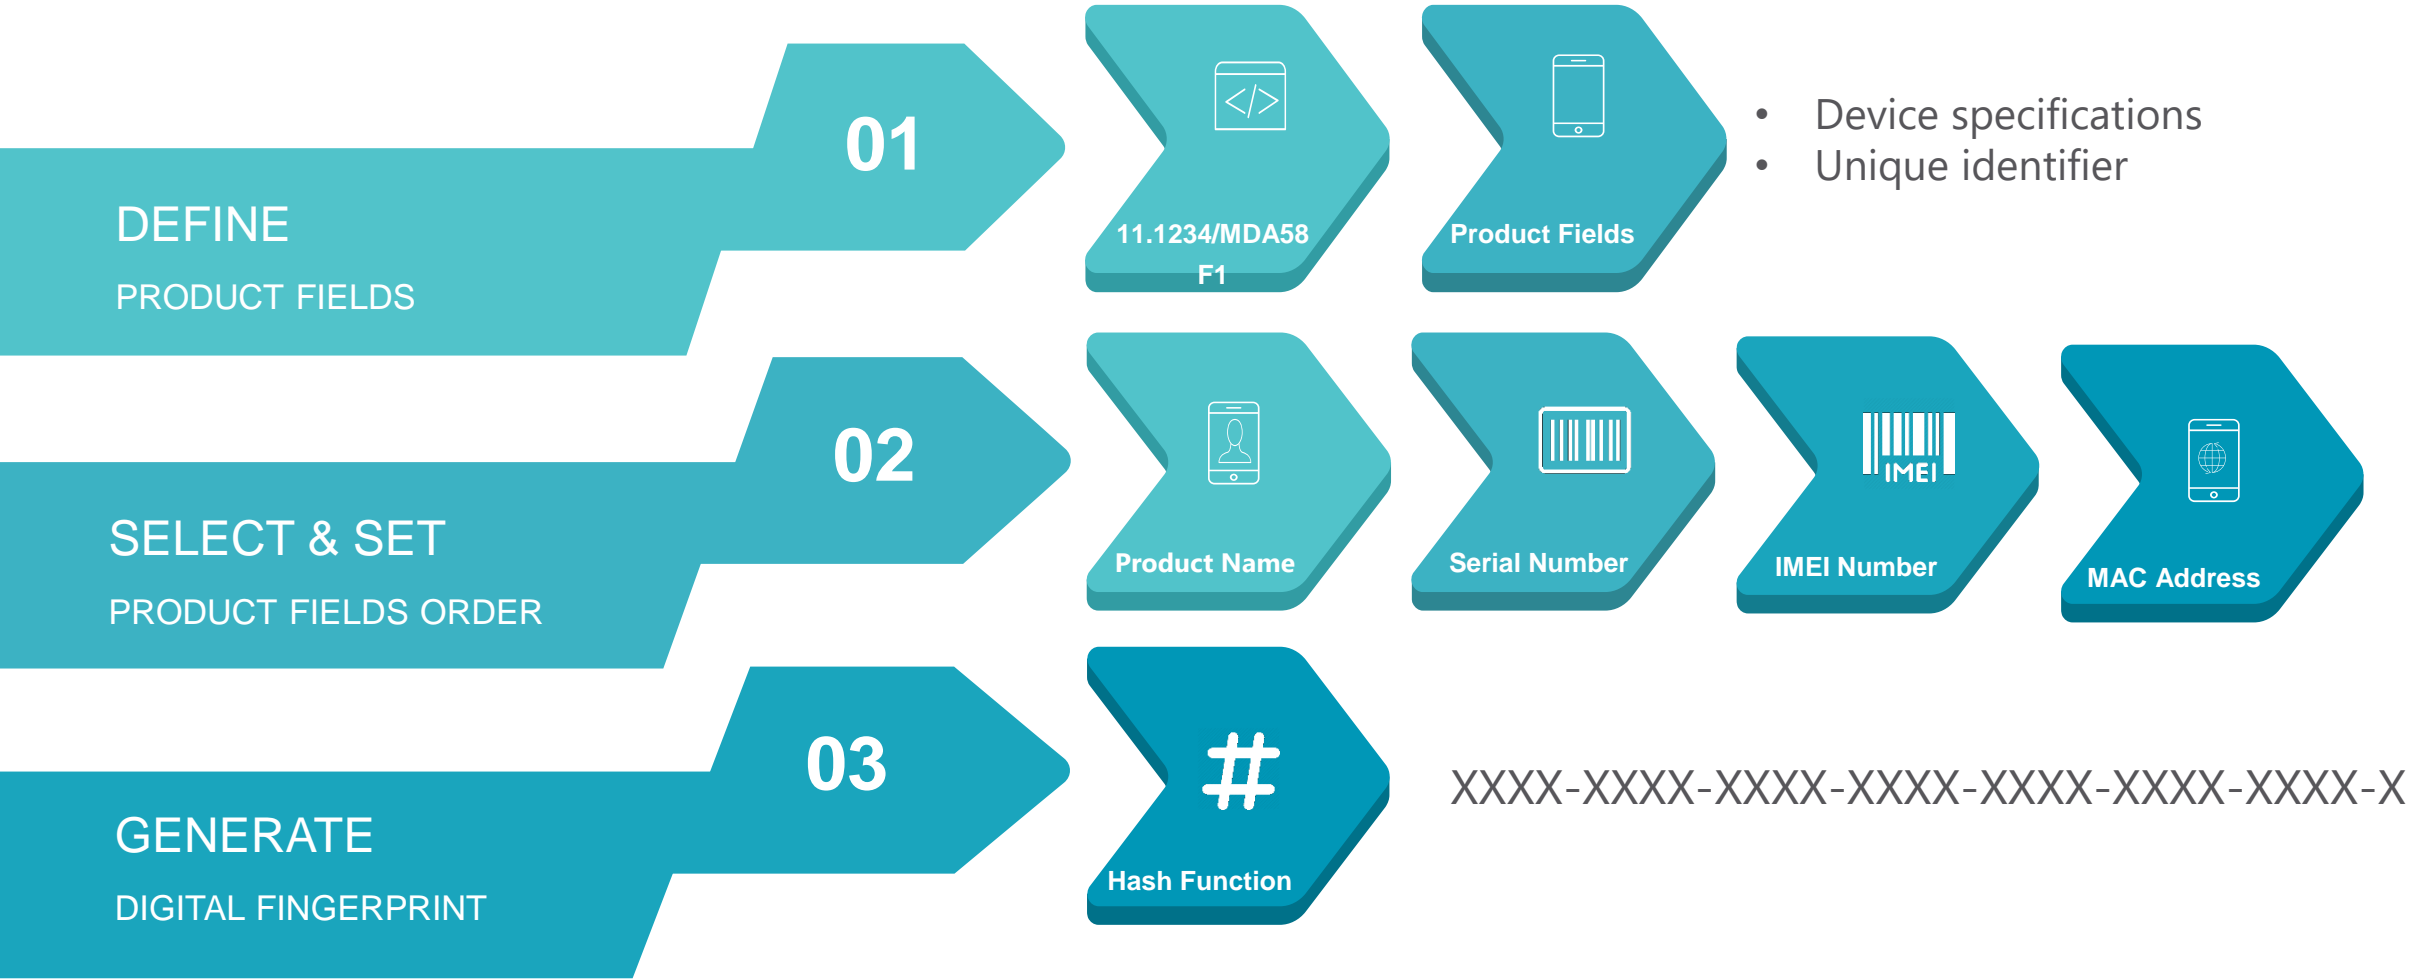 01
DEFINE
PRODUCT FIELDS
</>
11.1234/MDA58
F1
Product Fields
• Device specifications
• Unique identifier
02
SELECT & SET
PRODUCT FIELDS ORDER
Product Name
Serial Number
IMEI
IMEI Number
MAC Address
03
GENERATE
DIGITAL FINGERPRINT
#
Hash Function
XXXX-XXXX-XXXX-XXXX-XXXX-XXXX-XXXX-X